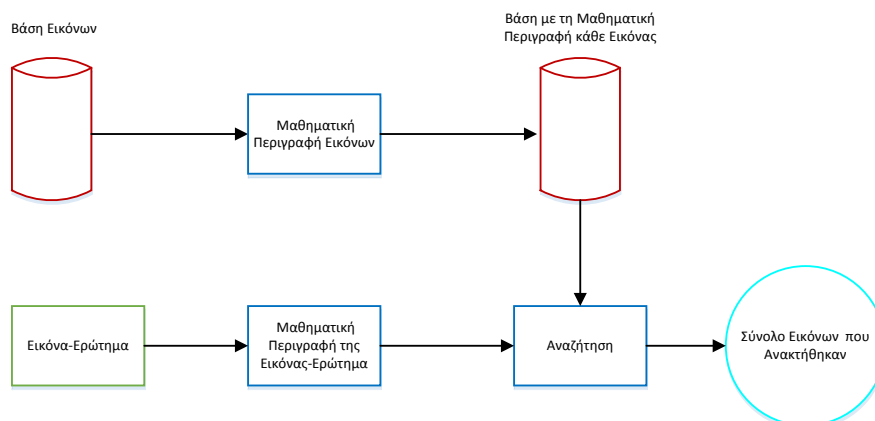 Βάση Εικόνων
Βάση με τη Μαθηματική
Περιγραφή κάθε Εικόνας
Μαθηματική
Περιγραφή Εικόνων
Εικόνα-Ερώτημα
Μαθηματική
Περιγραφή της
Εικόνας-Ερώτημα
Αναζήτηση
Σύνολο Εικόνων που
Ανακτήθηκαν